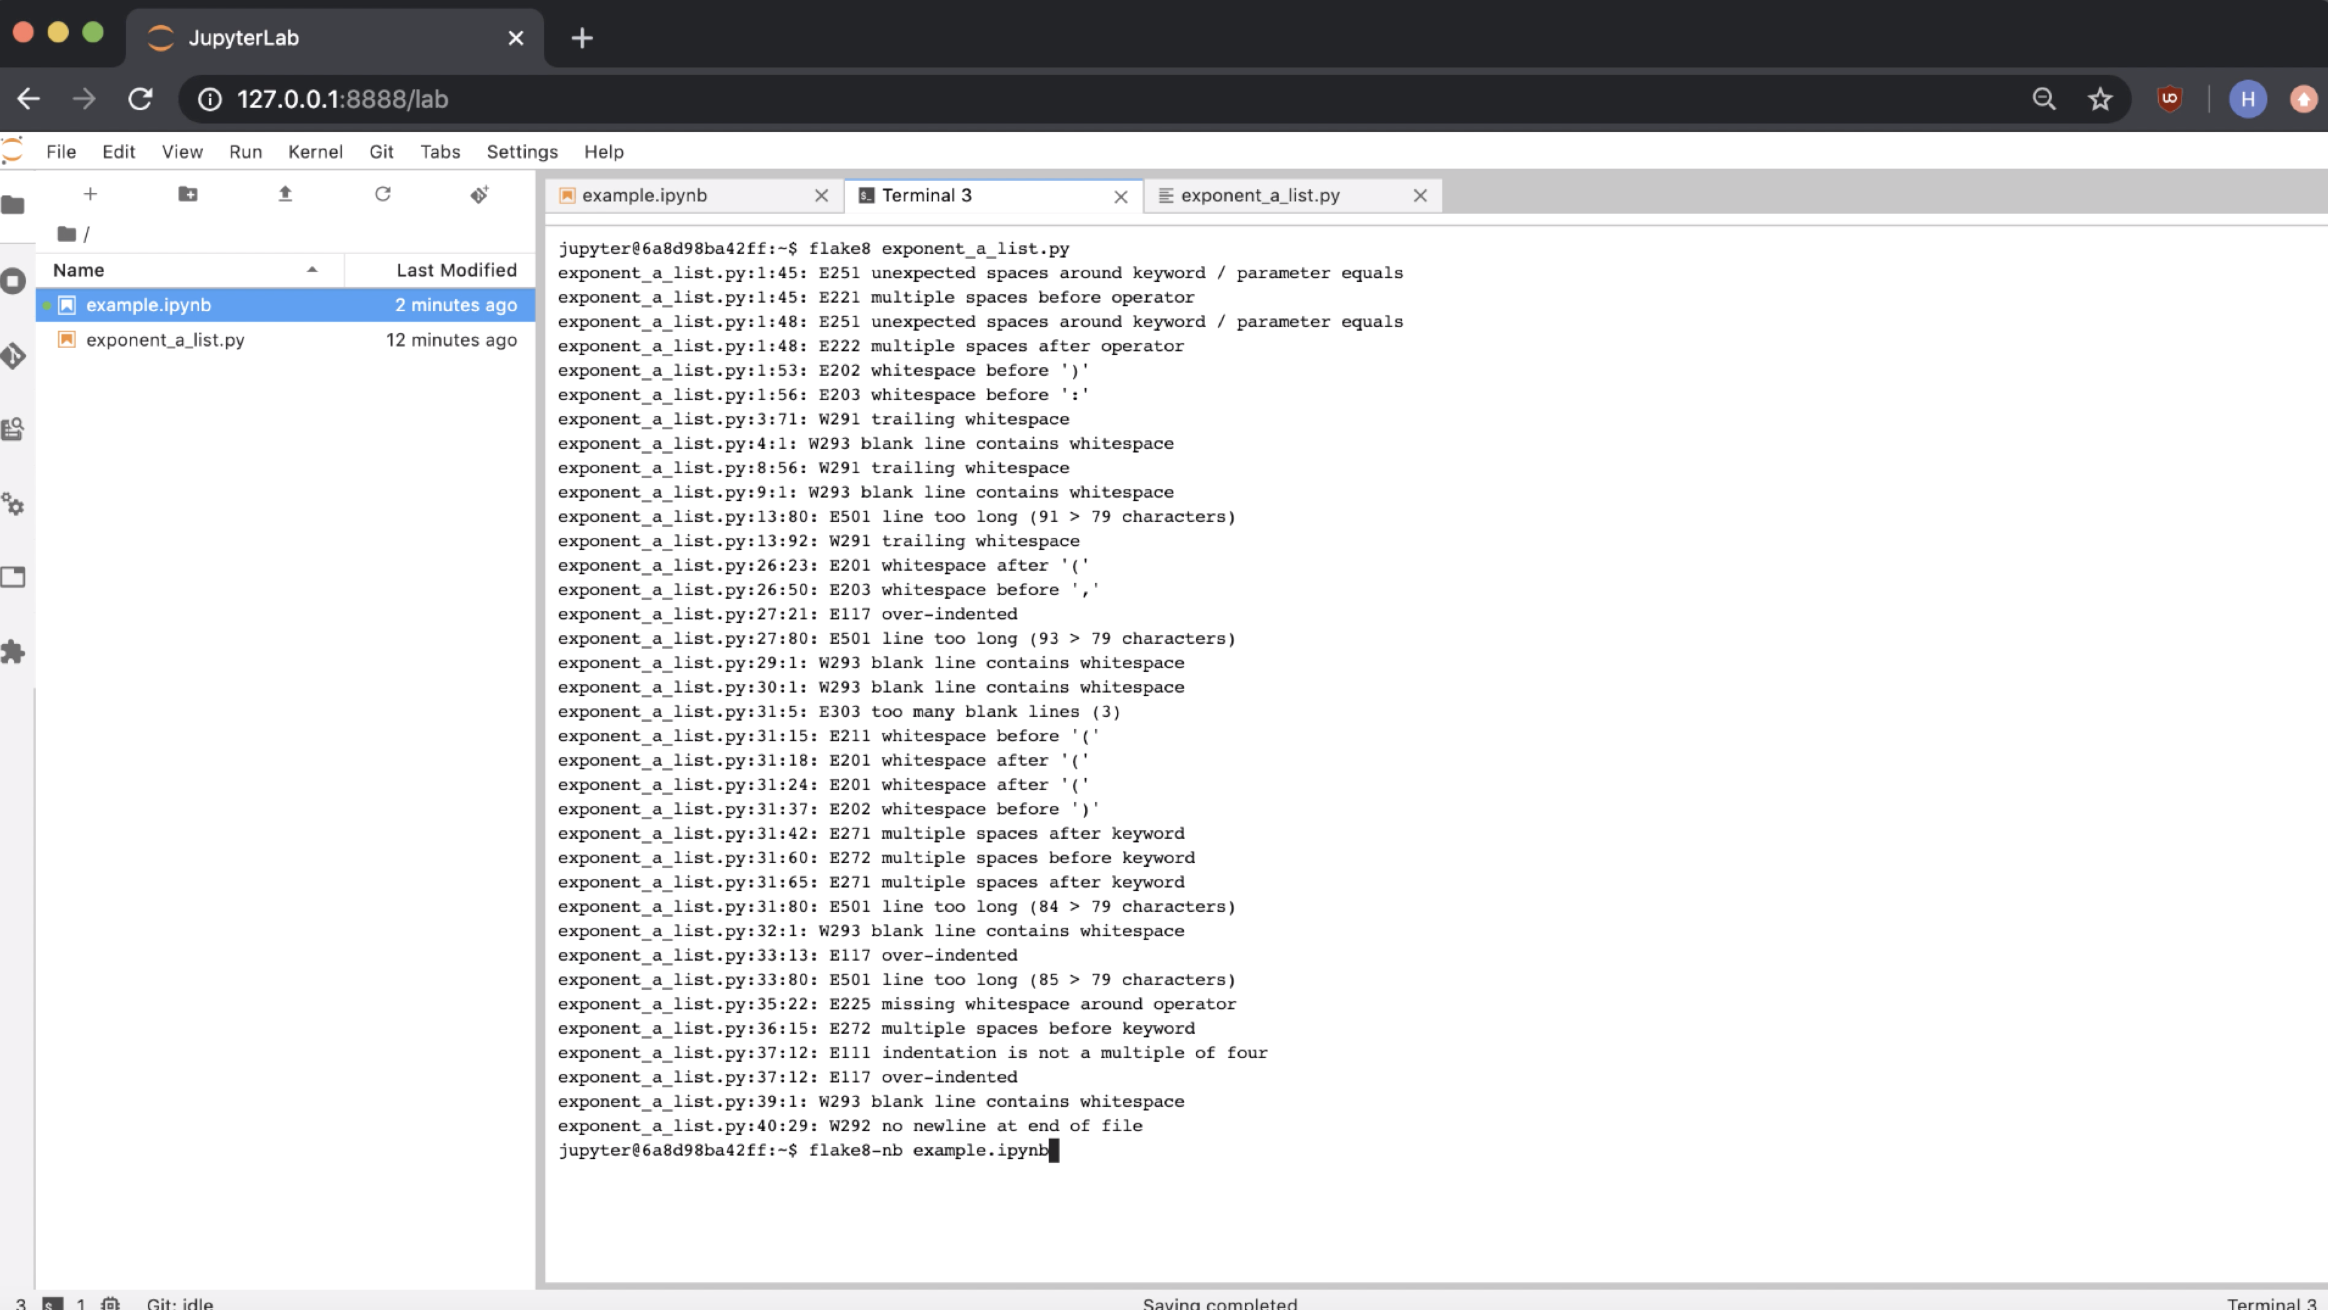 JupyterLab
127.0.0.1:8888/lab
H
File Edit View Run Kernel Git Tabs Settings Help
example.ipynb Terminal 3 exponent_a_list.py
/
Name Last Modified
example.ipynb 2 minutes ago
exponent_a_list.py 12 minutes ago
jupyter@6a8d98ba42ff:~$ flake8 exponent_a_list.py
exponent_a_list.py:1:45: E251 unexpected spaces around keyword / parameter equals
exponent_a_list.py:1:45: E221 multiple spaces before operator
exponent_a_list.py:1:48: E251 unexpected spaces around keyword / parameter equals
exponent_a_list.py:1:48: E222 multiple spaces after operator
exponent_a_list.py:1:53: E202 whitespace before ')'
exponent_a_list.py:1:56: E203 whitespace before ':'
exponent_a_list.py:3:71: W291 trailing whitespace
exponent_a_list.py:4:1: W293 blank line contains whitespace
exponent_a_list.py:8:56: W291 trailing whitespace
exponent_a_list.py:9:1: W293 blank line contains whitespace
exponent_a_list.py:13:80: E501 line too long (91 > 79 characters)
exponent_a_list.py:13:92: W291 trailing whitespace
exponent_a_list.py:26:23: E201 whitespace after '('
exponent_a_list.py:26:50: E203 whitespace before ','
exponent_a_list.py:27:21: E117 over-indented
exponent_a_list.py:27:80: E501 line too long (93 > 79 characters)
exponent_a_list.py:29:1: W293 blank line contains whitespace
exponent_a_list.py:30:1: W293 blank line contains whitespace
exponent_a_list.py:31:5: E303 too many blank lines (3)
exponent_a_list.py:31:15: E211 whitespace before '('
exponent_a_list.py:31:18: E201 whitespace after '('
exponent_a_list.py:31:24: E201 whitespace after '('
exponent_a_list.py:31:37: E202 whitespace before ')'
exponent_a_list.py:31:42: E271 multiple spaces after keyword
exponent_a_list.py:31:60: E272 multiple spaces before keyword
exponent_a_list.py:31:65: E271 multiple spaces after keyword
exponent_a_list.py:31:80: E501 line too long (84 > 79 characters)
exponent_a_list.py:32:1: W293 blank line contains whitespace
exponent_a_list.py:33:13: E117 over-indented
exponent_a_list.py:33:80: E501 line too long (85 > 79 characters)
exponent_a_list.py:35:22: E225 missing whitespace around operator
exponent_a_list.py:36:15: E272 multiple spaces before keyword
exponent_a_list.py:37:12: E111 indentation is not a multiple of four
exponent_a_list.py:37:12: E117 over-indented
exponent_a_list.py:39:1: W293 blank line contains whitespace
exponent_a_list.py:40:29: W292 no newline at end of file
jupyter@6a8d98ba42ff:~$ flake8-nb example.ipynb
3 1 Git: idle Saving completed Terminal 3